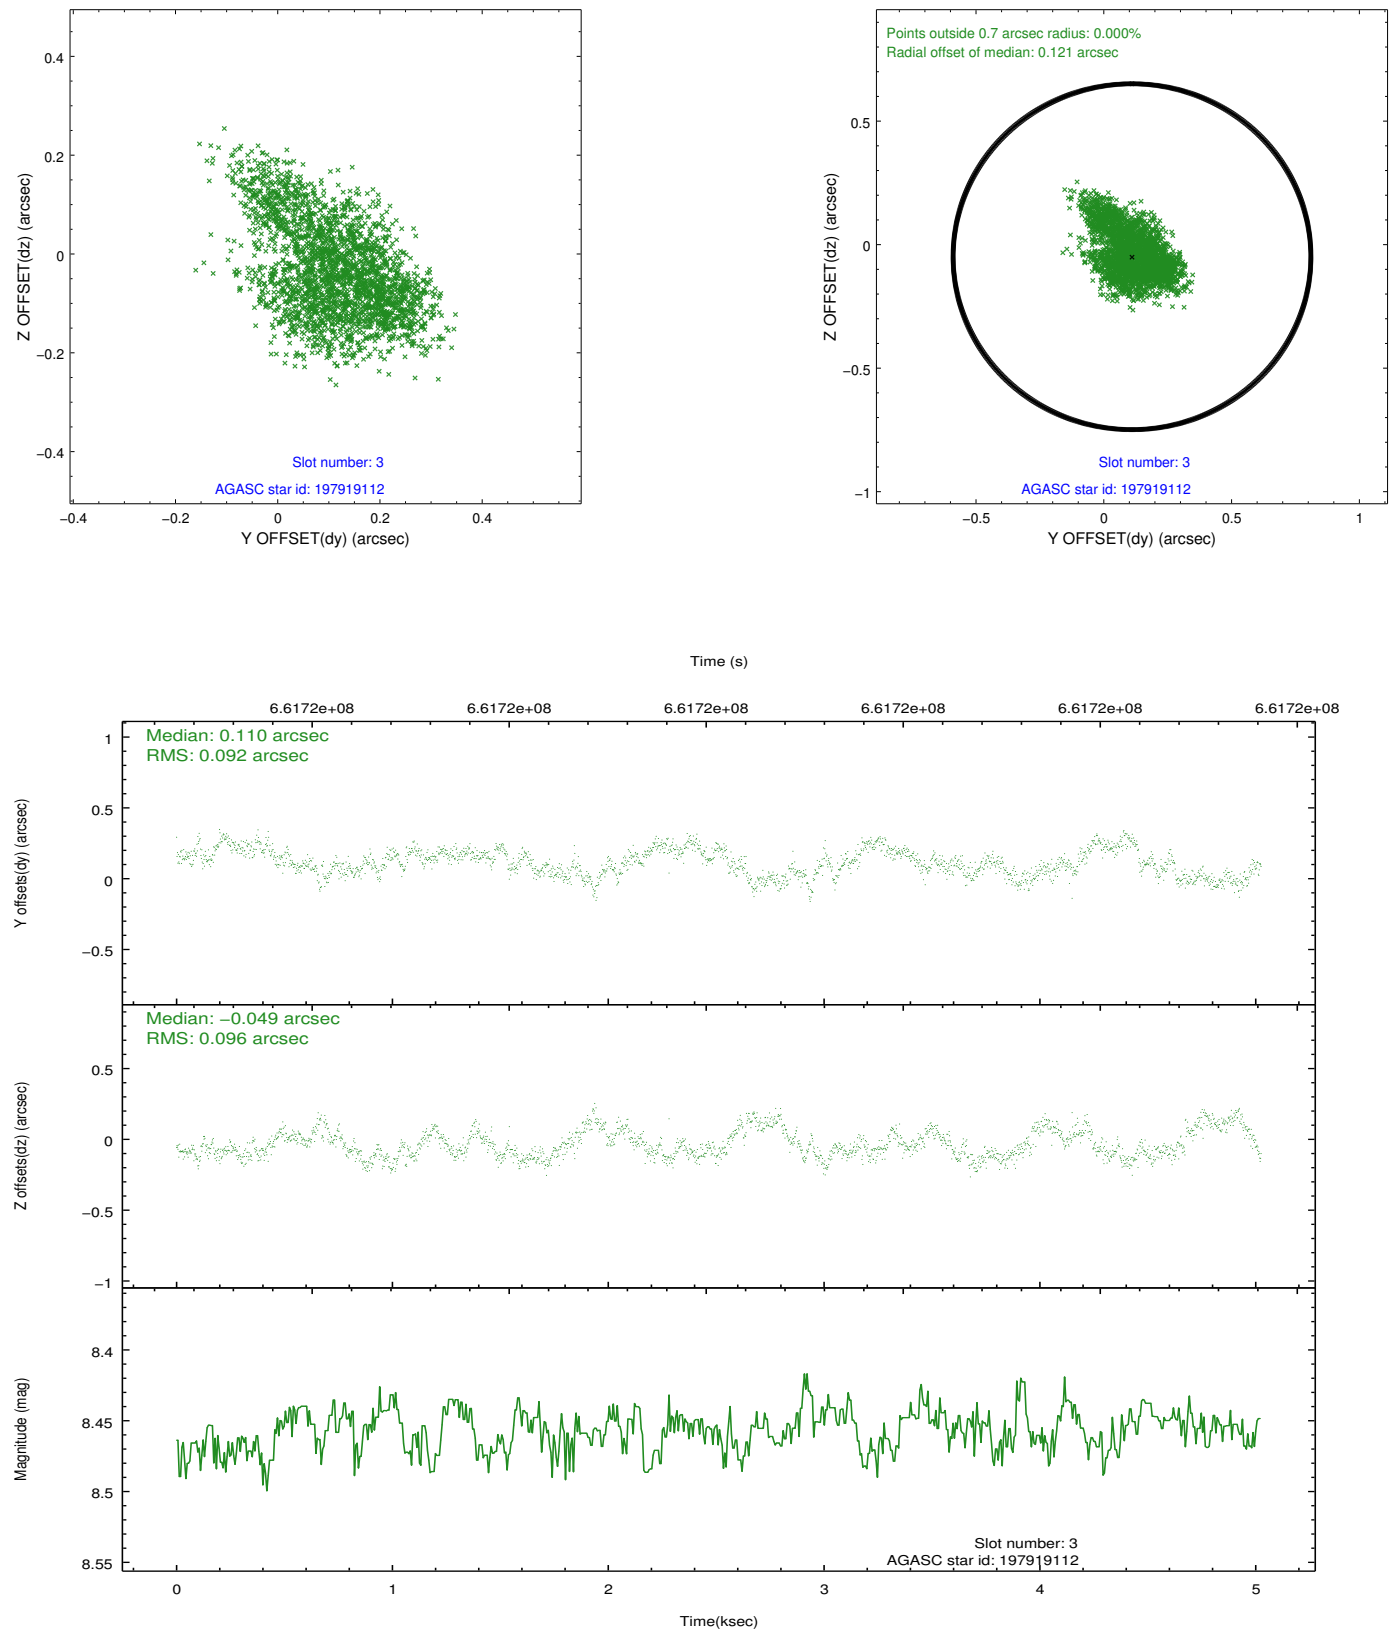 0.4
0.2
0
−0.2
−0.4
Z OFFSET(dz) (arcsec)
Slot number: 3
AGASC star id: 197919112
−0.4 −0.2 0 0.2 0.4
Y OFFSET(dy) (arcsec)
Points outside 0.7 arcsec radius: 0.000%
Radial offset of median: 0.121 arcsec
0.5
0
−0.5
−1
Z OFFSET(dz) (arcsec)
Slot number: 3
AGASC star id: 197919112
−0.5 0 0.5 1
Y OFFSET(dy) (arcsec)
Time (s)
6.6172e+08 6.6172e+08 6.6172e+08 6.6172e+08 6.6172e+08 6.6172e+08
Median: 0.110 arcsec
RMS: 0.092 arcsec
1
0.5
0
−0.5
Y offsets(dy) (arcsec)
Median: −0.049 arcsec
RMS: 0.096 arcsec
0.5
0
−0.5
−1
Z offsets(dz) (arcsec)
8.4
8.45
8.5
8.55
Magnitude (mag)
Slot number: 3
AGASC star id: 197919112
0 1 2 3 4 5
Time(ksec)